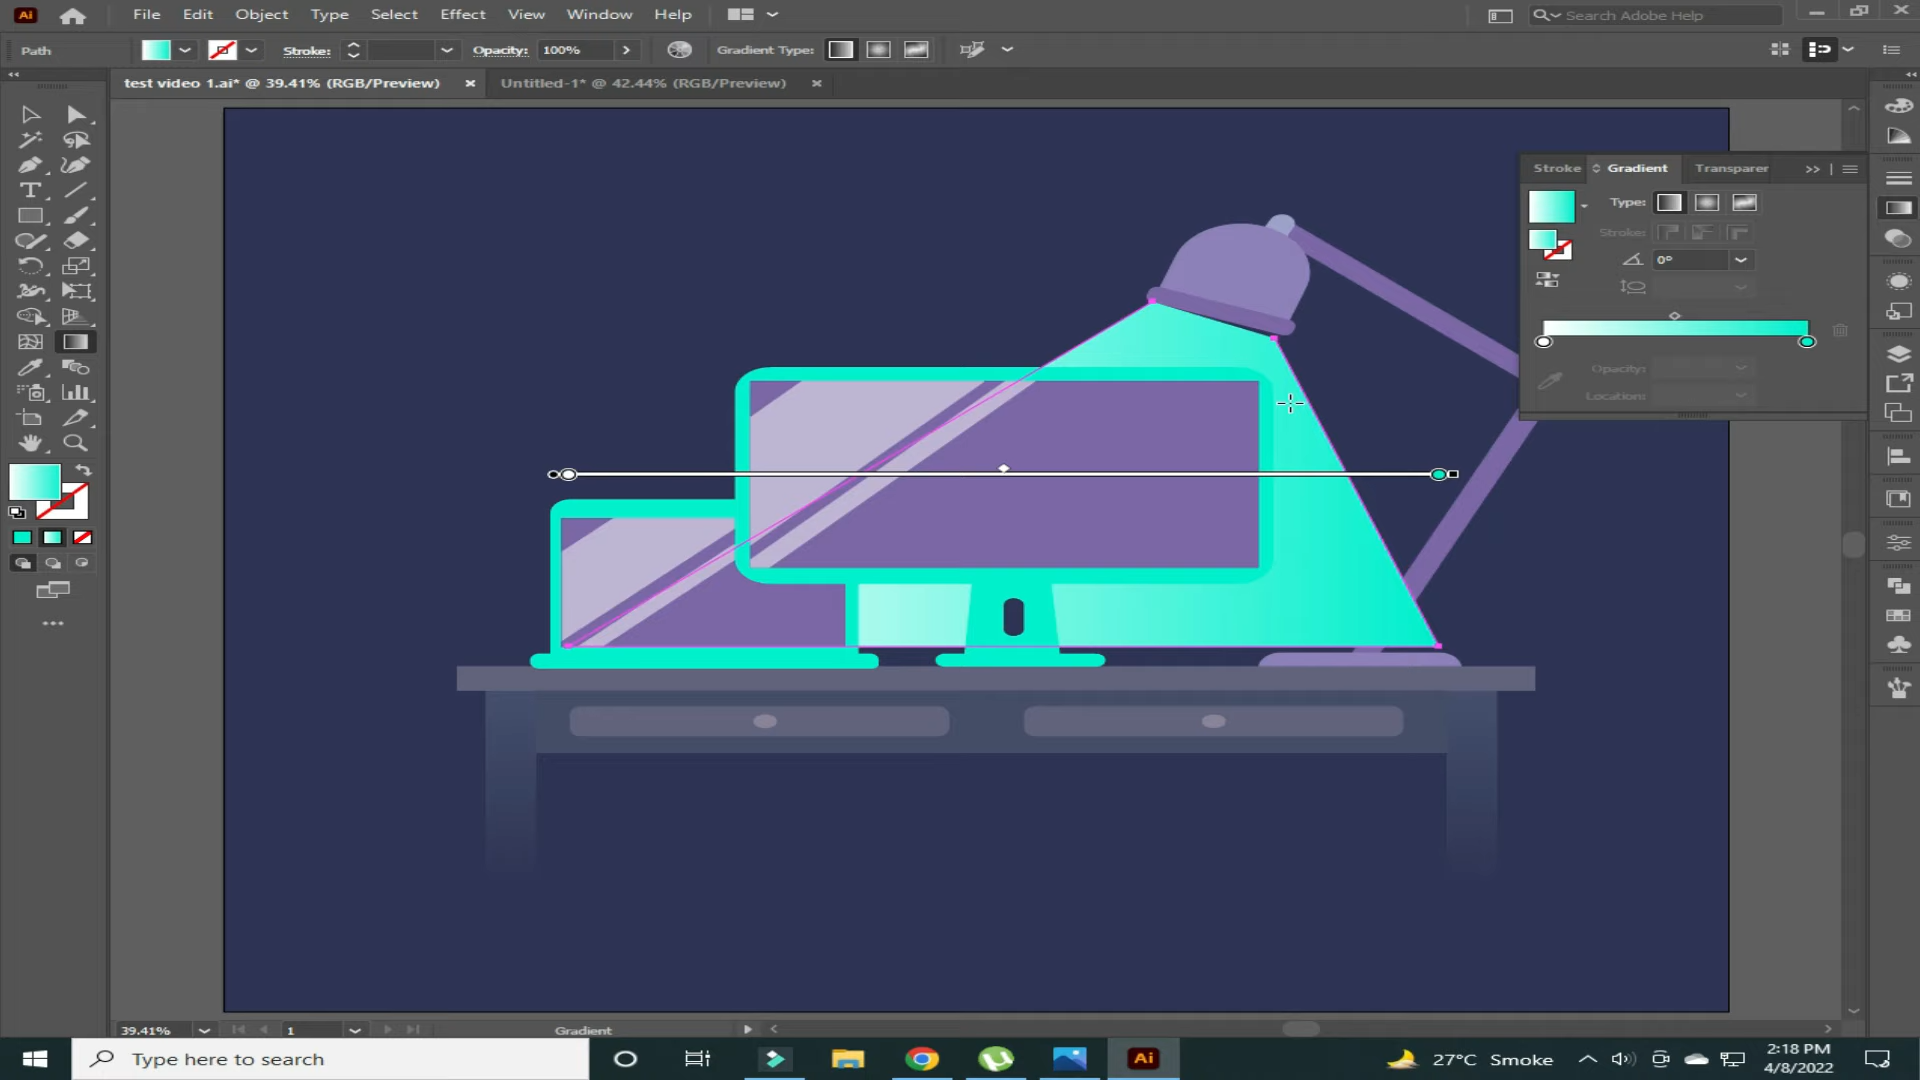 Ai File Edit Object Type Select Effect View Window Help Search Adobe Help
Path Stroke: Opacity: 100% Gradient Type:
test video 1.ai* @ 39.41% (RGB/Preview) Untitled-1* @ 42.44% (RGB/Preview)
Stroke Gradient Transparer
Type:
Stroke:
0°
Opacity:
Location:
39.41% 1 Gradient
Type here to search Ai 27°C Smoke 2:18 PM
4/8/2022